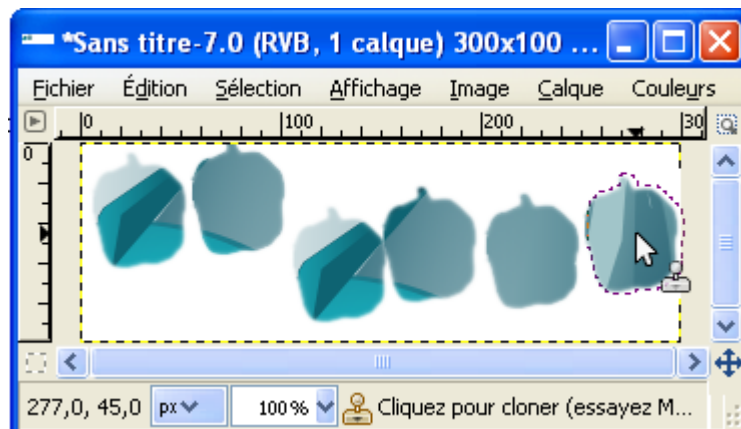 *Sans titre-7.0 (RVB, 1 calque) 300x100 ...
Fichier Édition Sélection Affichage Image Calque Couleurs
0 100 200 30
0
277,0, 45,0 px 100 % Cliquez pour cloner (essayez M...